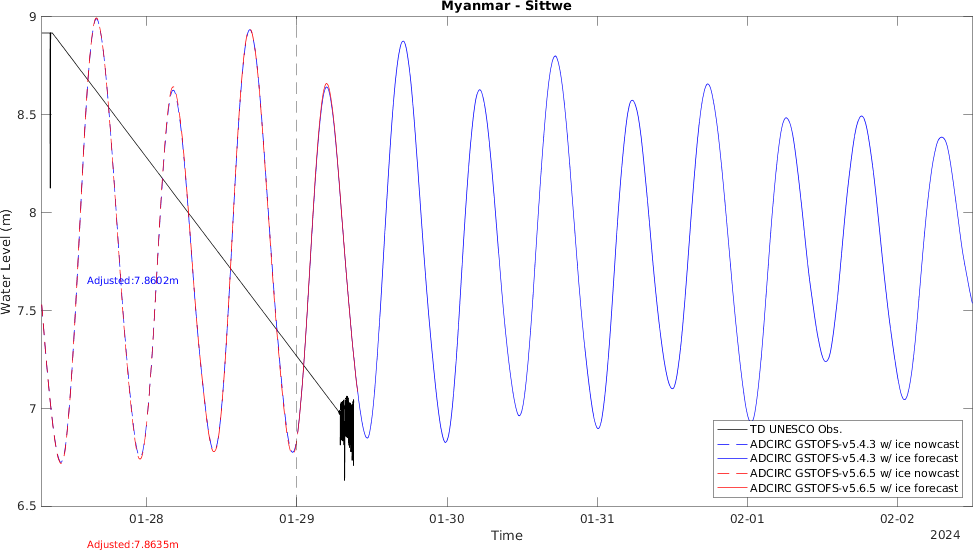 Myanmar - Sittwe
9
8.5
8
7.5
7
6.5
Water Level (m)
Adjusted:7.8602m
TD UNESCO Obs.
ADCIRC GSTOFS-v5.4.3 w/ ice nowcast
ADCIRC GSTOFS-v5.4.3 w/ ice forecast
ADCIRC GSTOFS-v5.6.5 w/ ice nowcast
ADCIRC GSTOFS-v5.6.5 w/ ice forecast
01-28 01-29 01-30 01-31 02-01 02-02
Time
2024
Adjusted:7.8635m